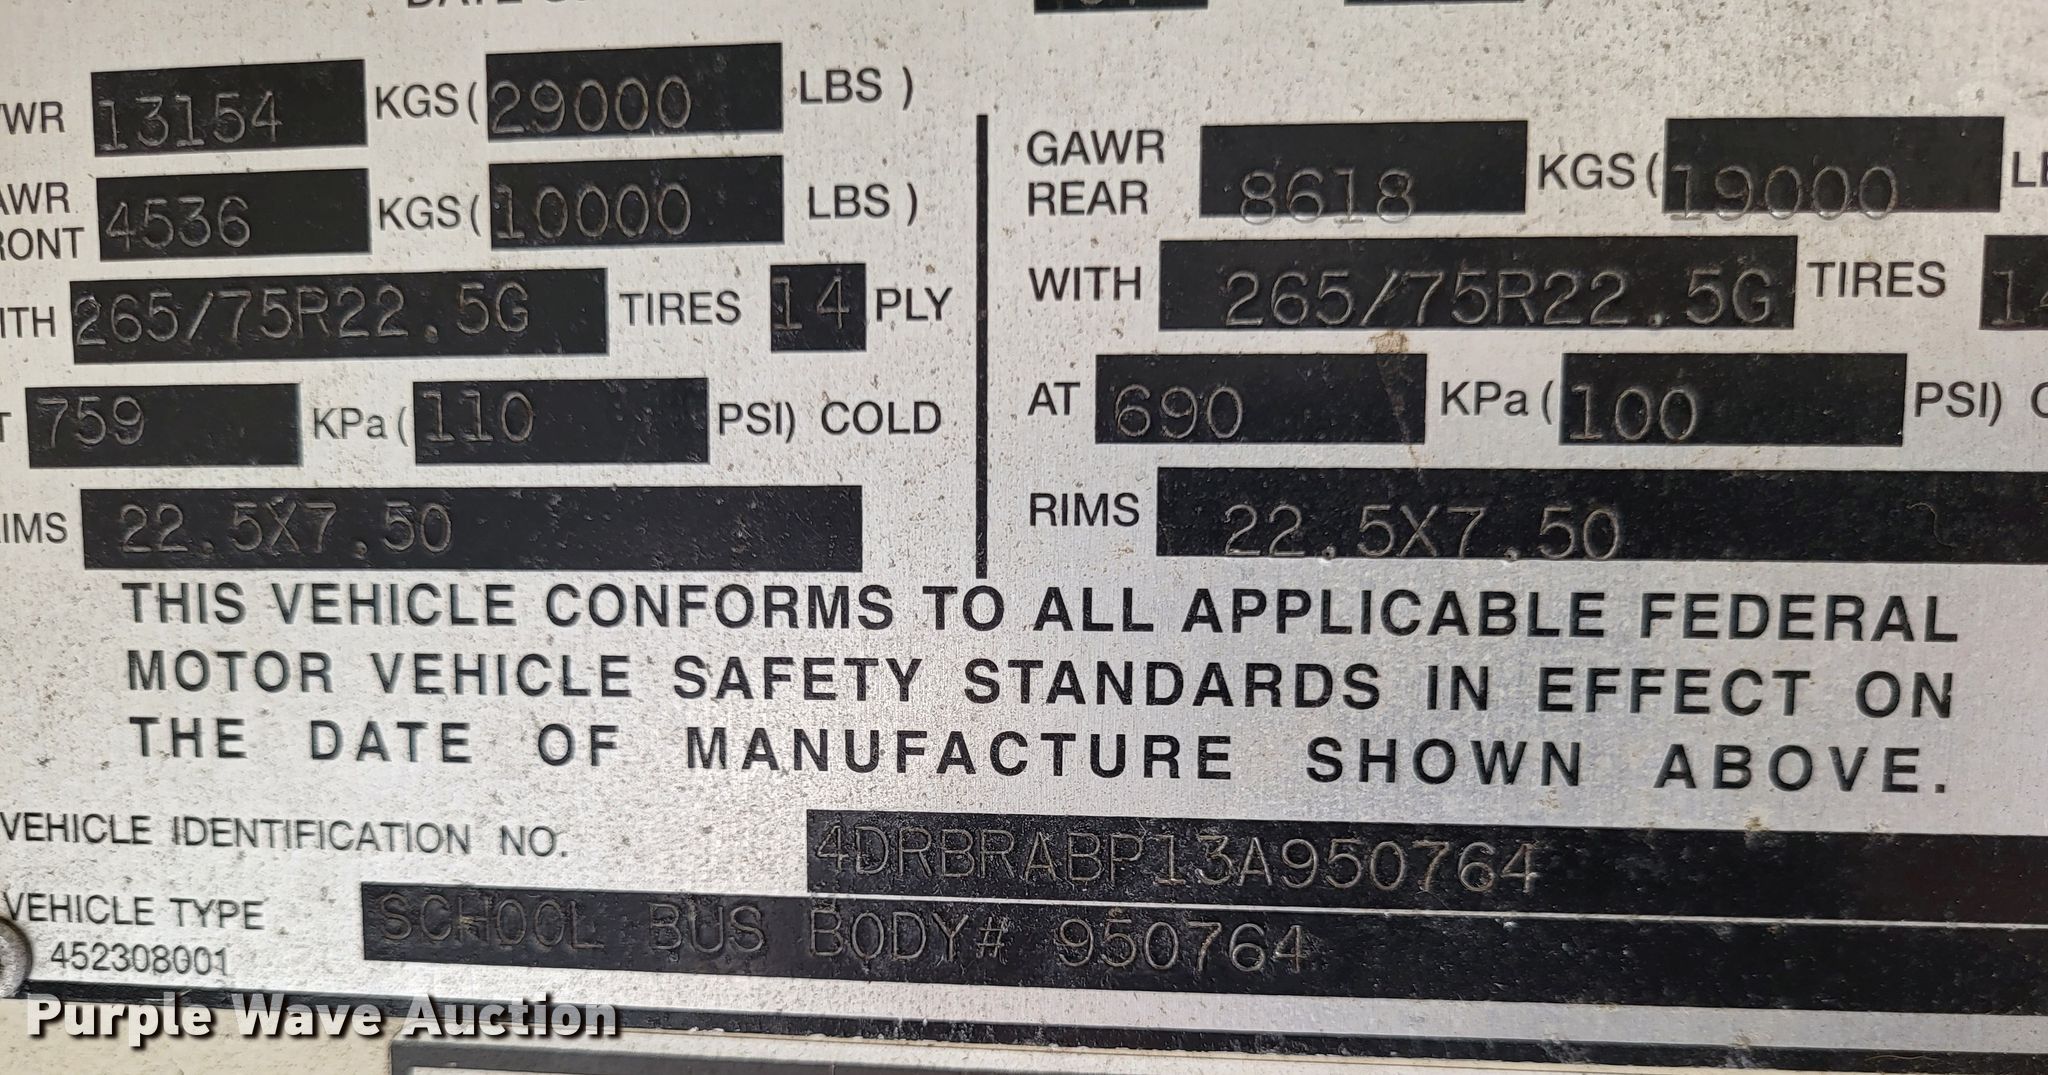 VWR 13154 KGS ( 29000 LBS )
AWR
RONT 4536 KGS ( 10000 LBS )
ITH 265/75R22.5G TIRES 14 PLY
T 759 KPa ( 110 PSI) COLD
IMS 22.5X7.50
GAWR
REAR 8618 KGS ( 19000 LB
WITH 265/75R22.5G TIRES 14
AT 690 KPa ( 100 PSI) C
RIMS 22.5X7.50
THIS VEHICLE CONFORMS TO ALL APPLICABLE FEDERAL
MOTOR VEHICLE SAFETY STANDARDS IN EFFECT ON
THE DATE OF MANUFACTURE SHOWN ABOVE.
VEHICLE IDENTIFICATION NO. 4DRBRABP13A950764
VEHICLE TYPE SCHOOL BUS BODY# 950764
452308001
Purple Wave Auction